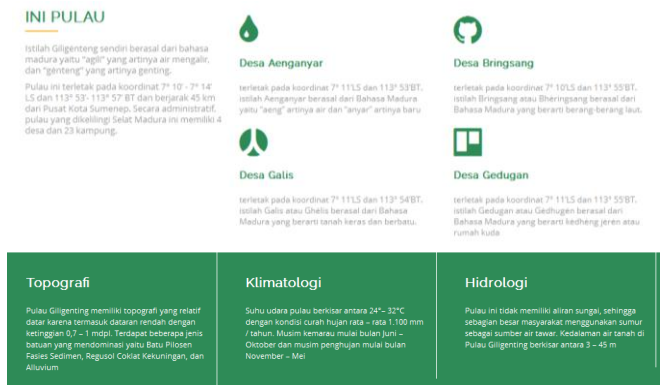 INI PULAU
Istilah Giligenteng sendiri berasal dari bahasa
madura yaitu "agili" yang artinya air mengalir,
dan "genteng" yang artinya genting.
Pulau ini terletak pada koordinat 7° 10' - 7° 14'
LS dan 113° 53'- 113° 57' BT dan berjarak 45 km
dari Pusat Kota Sumenep. Secara administratif,
pulau yang dikelilingi Selat Madura ini memiliki 4
desa dan 23 kampung.
Desa Aenganyar
terletak pada koordinat 7° 11'LS dan 113° 53'BT,
istilah Aenganyar berasal dari Bahasa Madura
yaitu "aeng" artinya air dan "anyar" artinya baru
Desa Bringsang
terletak pada koordinat 7° 10'LS dan 113° 55'BT,
istilah Bringsang atau Bheringsang berasal dari
Bahasa Madura yang berarti berang-berang laut.
Desa Galis
terletak pada koordinat 7° 11'LS dan 113° 54'BT,
istilah Galis atau Ghélis berasal dari Bahasa
Madura yang berarti tanah keras dan berbatu.
Desa Gedugan
terletak pada koordinat 7° 11'LS dan 113° 55'BT,
istilah Gedugan atau Gedhugén berasal dari
Bahasa Madura yang berarti kedheng jeren atau
rumah kuda
Topografi
Pulau Giligenting memiliki topografi yang relatif
datar karena termasuk dataran rendah dengan
ketinggian 0,7 – 1 mdpl. Terdapat beberapa jenis
batuan yang mendominasi yaitu Batu Pilosen
Fasies Sedimen, Regusol Coklat Kekuningan, dan
Alluvium
Klimatologi
Suhu udara pulau berkisar antara 24°– 32°C
dengan kondisi curah hujan rata – rata 1.100 mm
/ tahun. Musim kemarau mulai bulan Juni –
Oktober dan musim penghujan mulai bulan
November – Mei
Hidrologi
Pulau ini tidak memiliki aliran sungai, sehingga
sebagian besar masyarakat menggunakan sumur
sebagai sumber air tawar. Kedalaman air tanah di
Pulau Giligenting berkisar antara 3 – 45 m